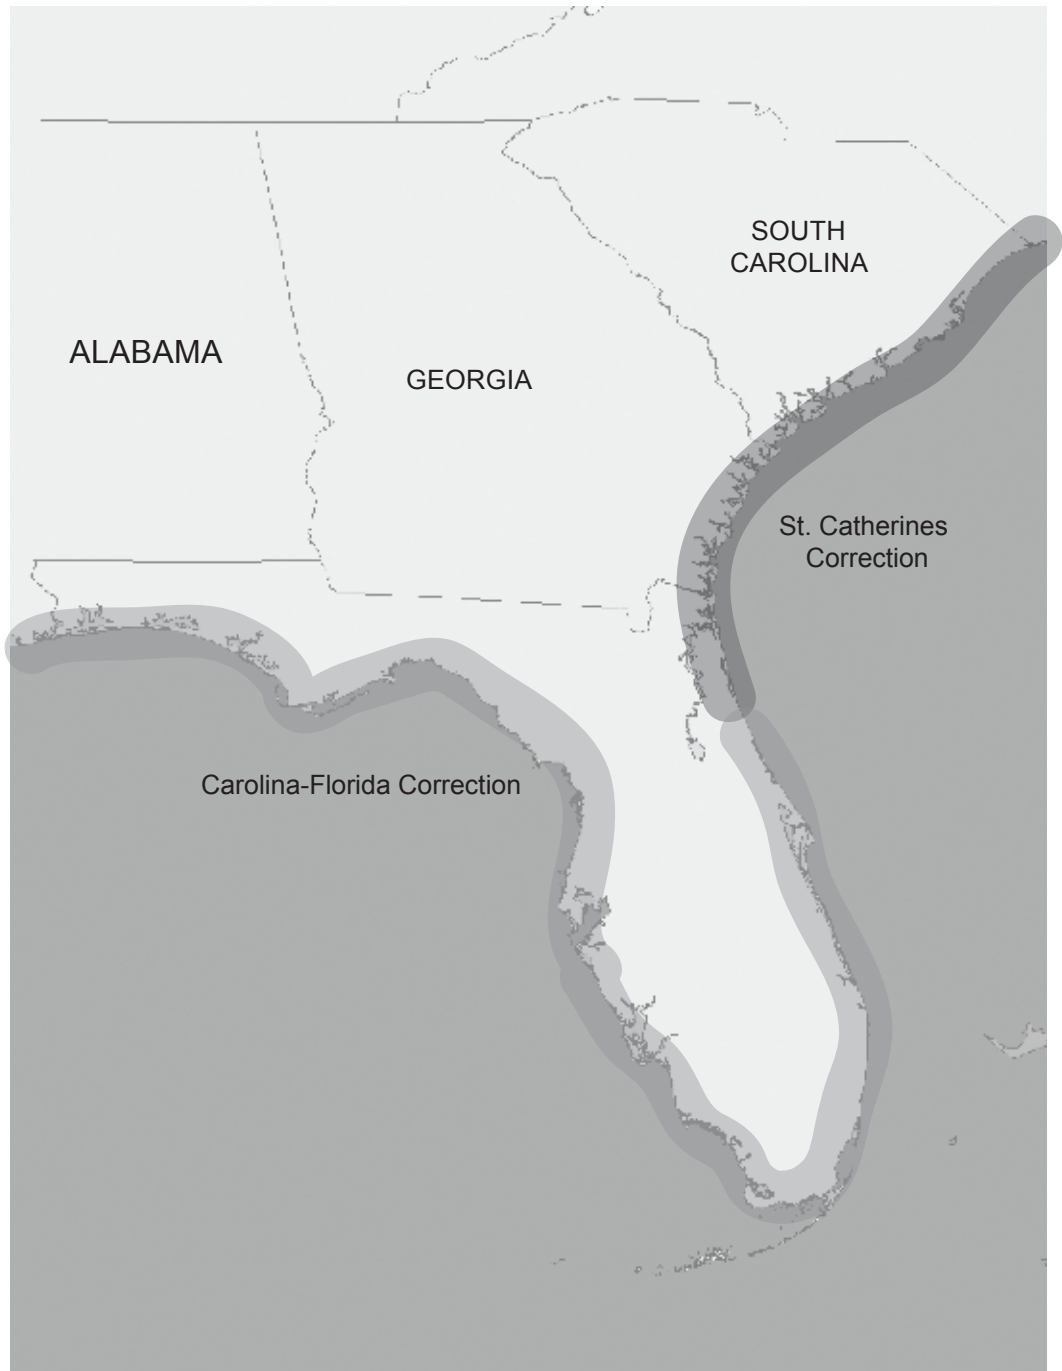 SOUTH
CAROLINA
ALABAMA
GEORGIA
St. Catherines
Correction
Carolina-Florida Correction